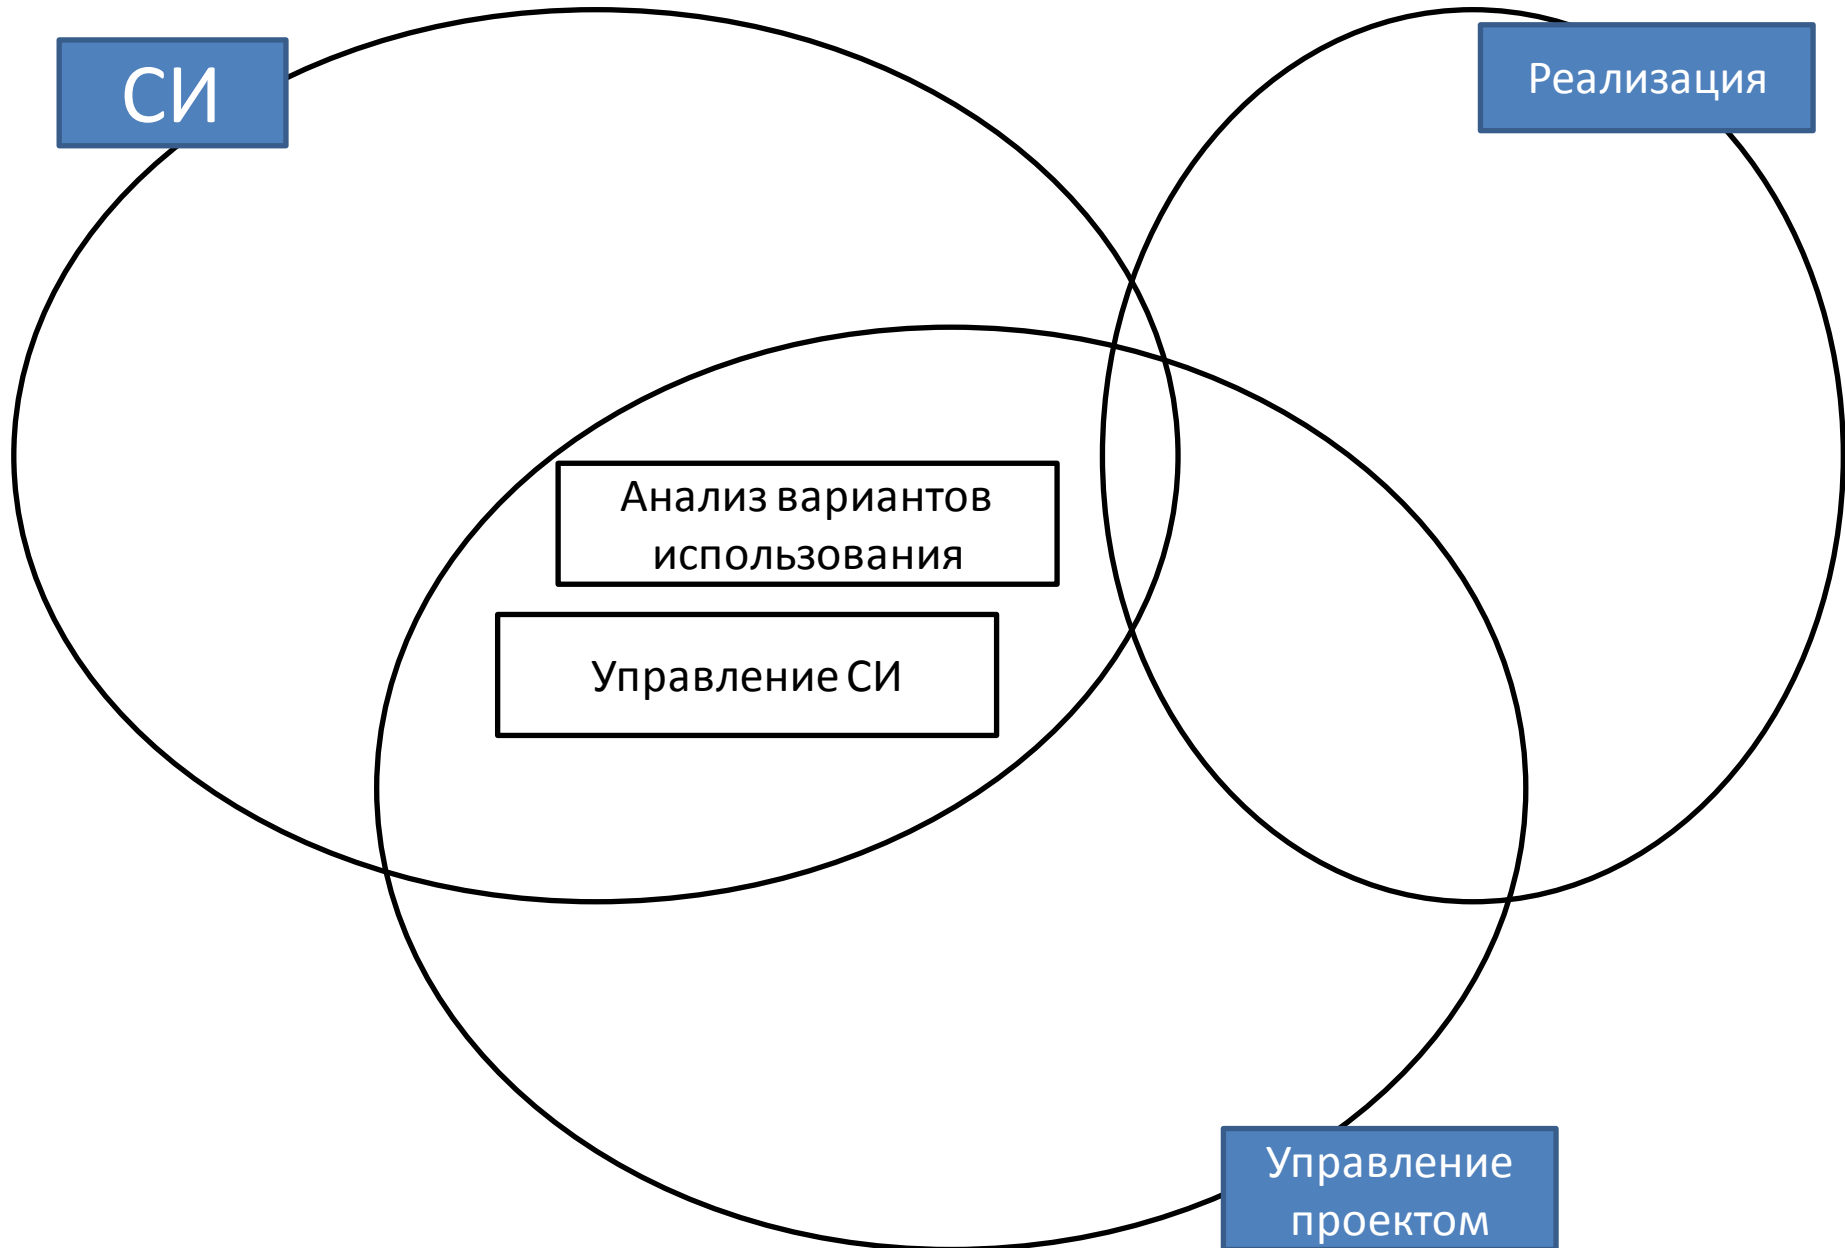 СИ
Реализация
Анализ вариантов
использования
Управление СИ
Управление
проектом